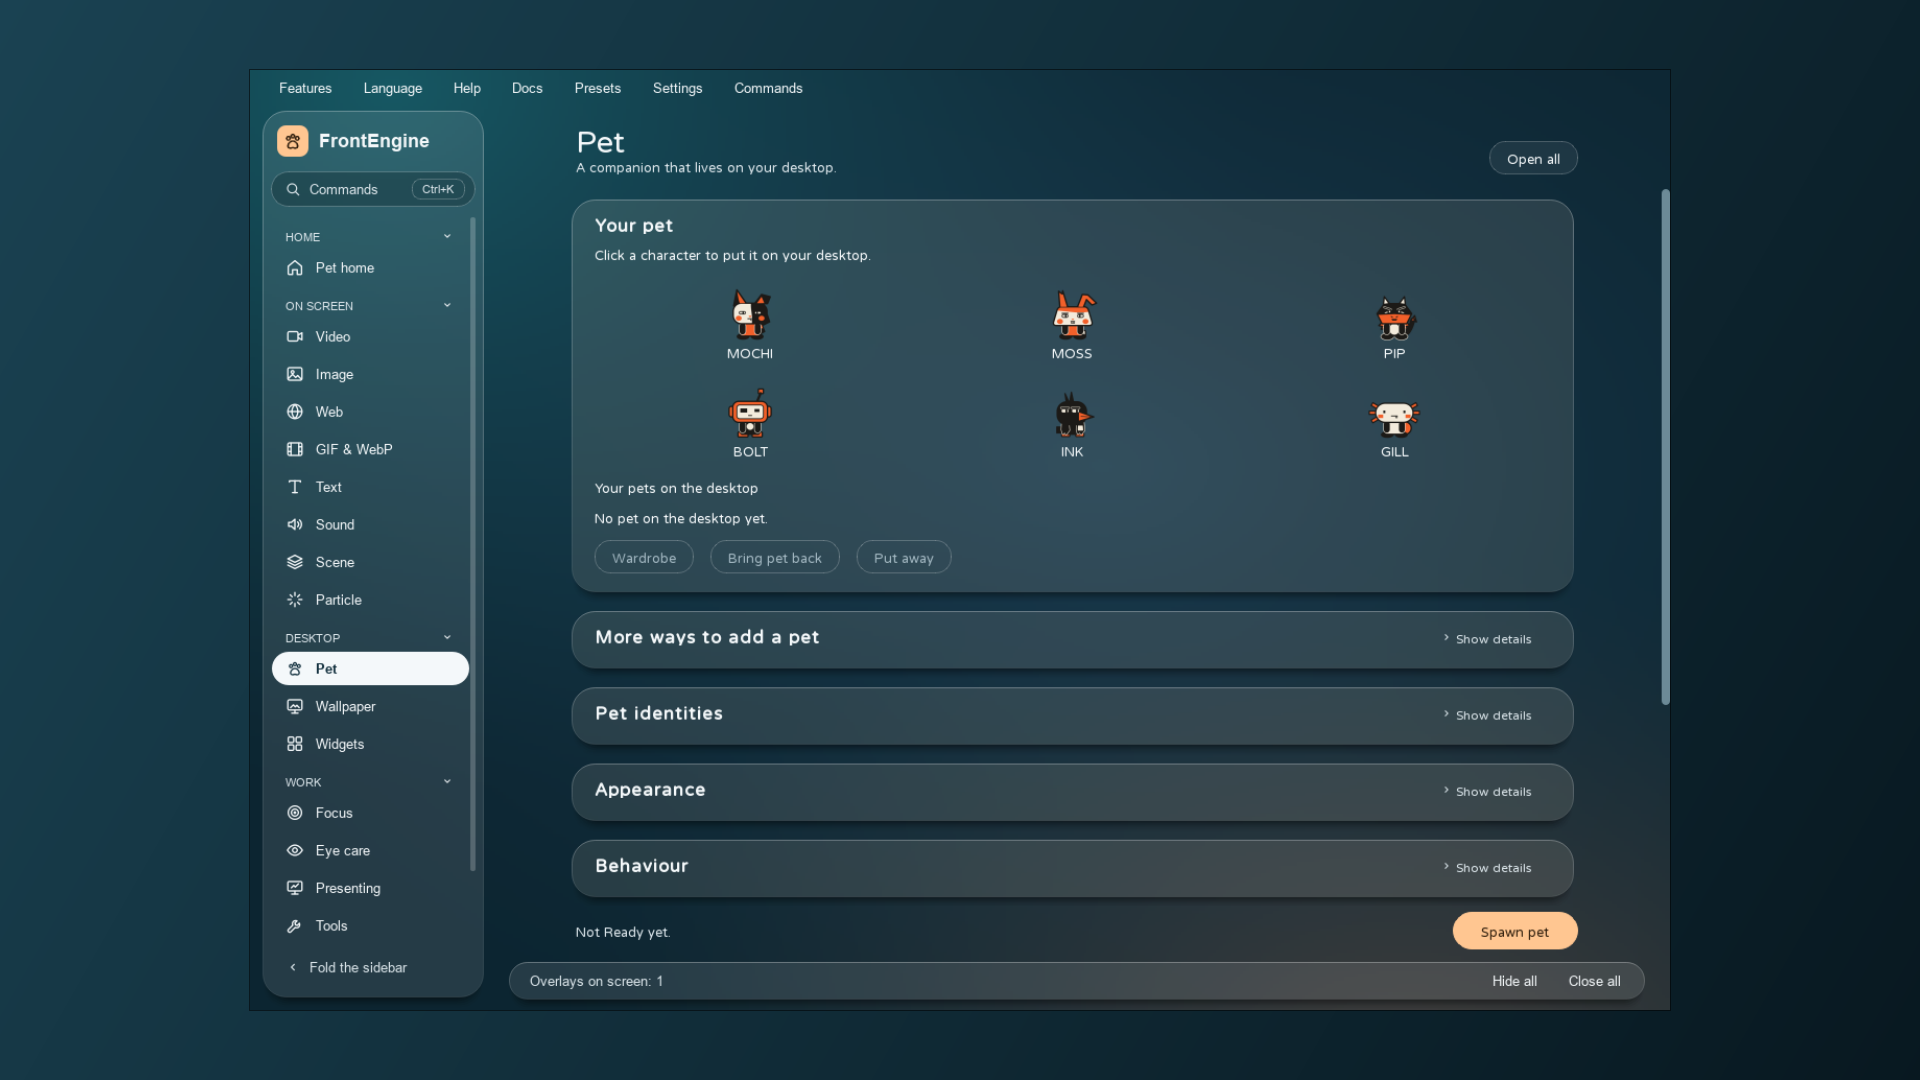 Features Language Help Docs Presets Settings Commands
FrontEngine
Commands Ctrl+K
HOME
Pet home
ON SCREEN
Video
Image
Web
GIF & WebP
Text
Sound
Scene
Particle
DESKTOP
Pet
Wallpaper
Widgets
WORK
Focus
Eye care
Presenting
Tools
Fold the sidebar
Pet
A companion that lives on your desktop.
Open all
Your pet
Click a character to put it on your desktop.
MOCHI MOSS PIP
BOLT INK GILL
Your pets on the desktop
No pet on the desktop yet.
Wardrobe Bring pet back Put away
More ways to add a pet Show details
Pet identities Show details
Appearance Show details
Behaviour Show details
Not Ready yet. Spawn pet
Overlays on screen: 1 Hide all Close all